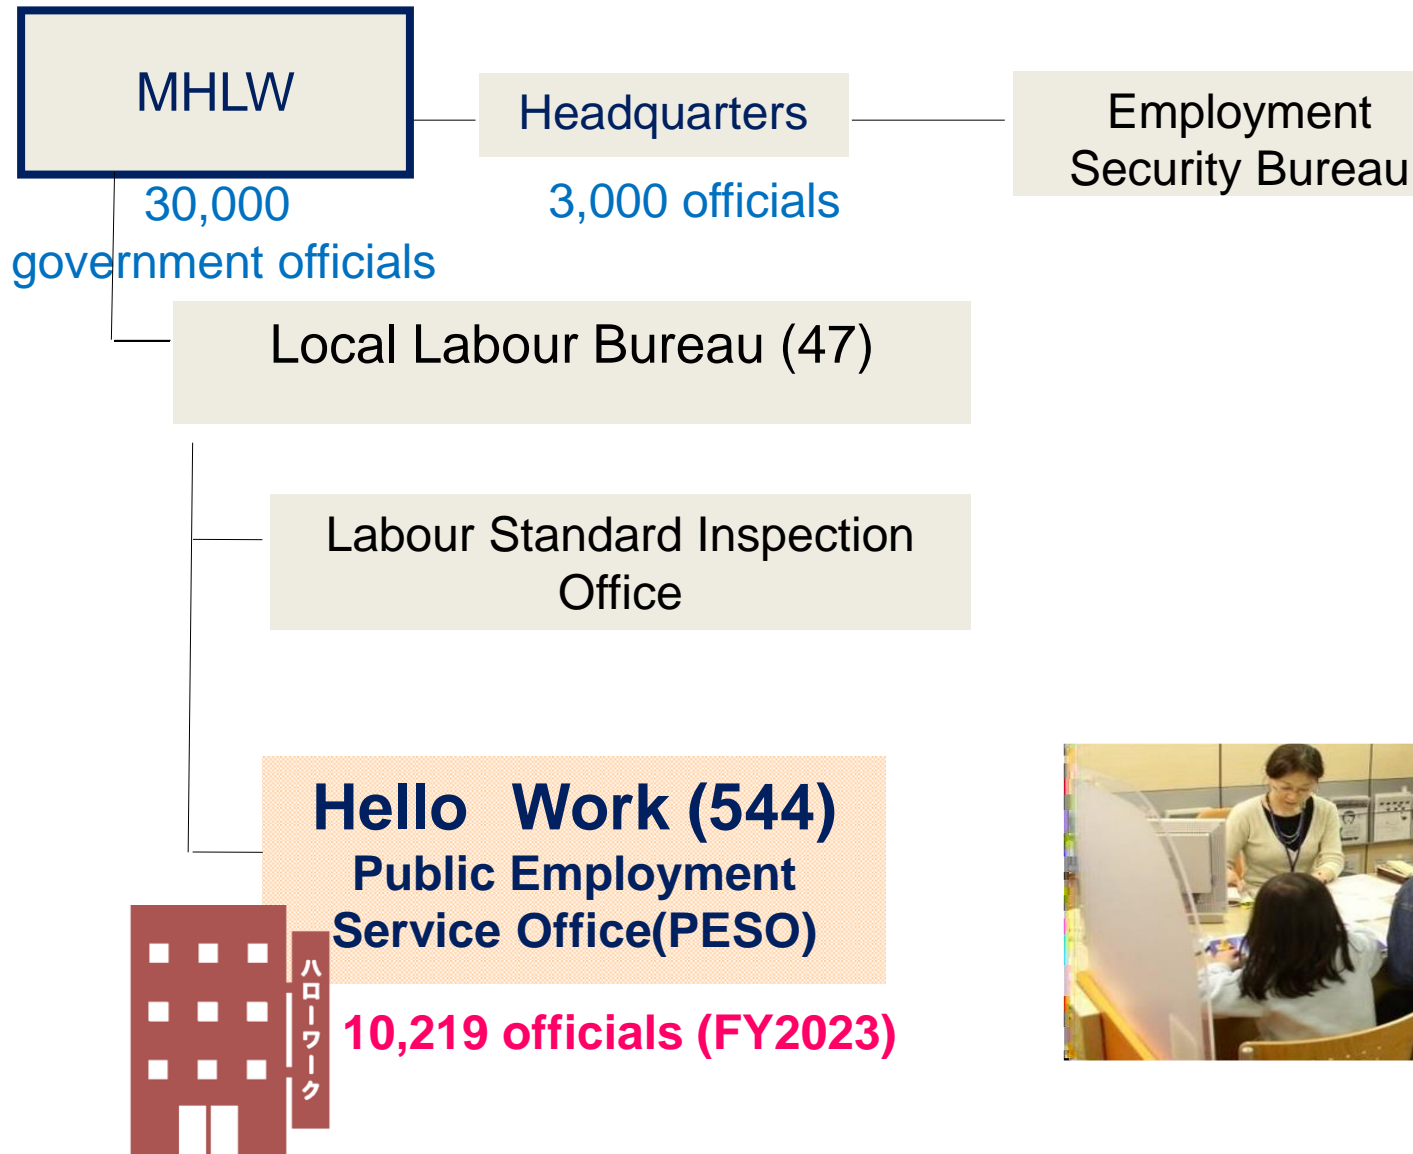 MHLW
Headquarters
Employment
Security Bureau
30,000
government officials
3,000 officials
Local Labour Bureau (47)
Labour Standard Inspection
Office
Hello Work (544)
Public Employment
Service Office(PESO)
ハローワーク
10,219 officials (FY2023)